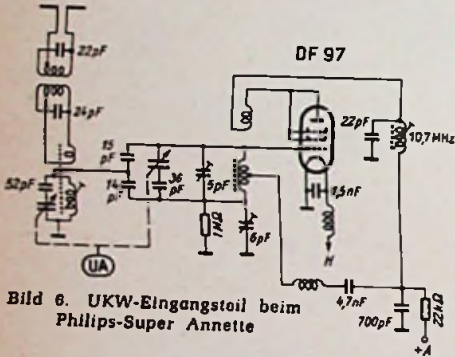 22pF
DF 97
24pF
22pF
10,7MHz
15
pF
52pF
36
pF
5pF
14
1,5nF
1MΩ
6pF
UA
H
4,7nF
700pF
22kΩ
+A
Bild 6. UKW-Eingangsteil beim
Philips-Super Annette